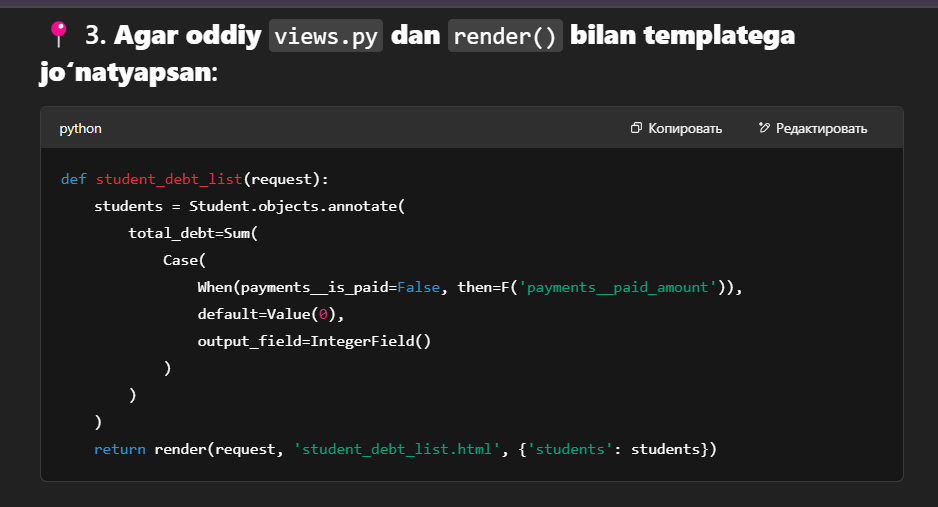 📍 3. Agar oddiy views.py dan render() bilan templatega
jo‘natyapsan:
python Копировать Редактировать
def student_debt_list(request):
    students = Student.objects.annotate(
        total_debt=Sum(
            Case(
                When(payments__is_paid=False, then=F('payments__paid_amount')),
                default=Value(0),
                output_field=IntegerField()
            )
        )
    )
    return render(request, 'student_debt_list.html', {'students': students})